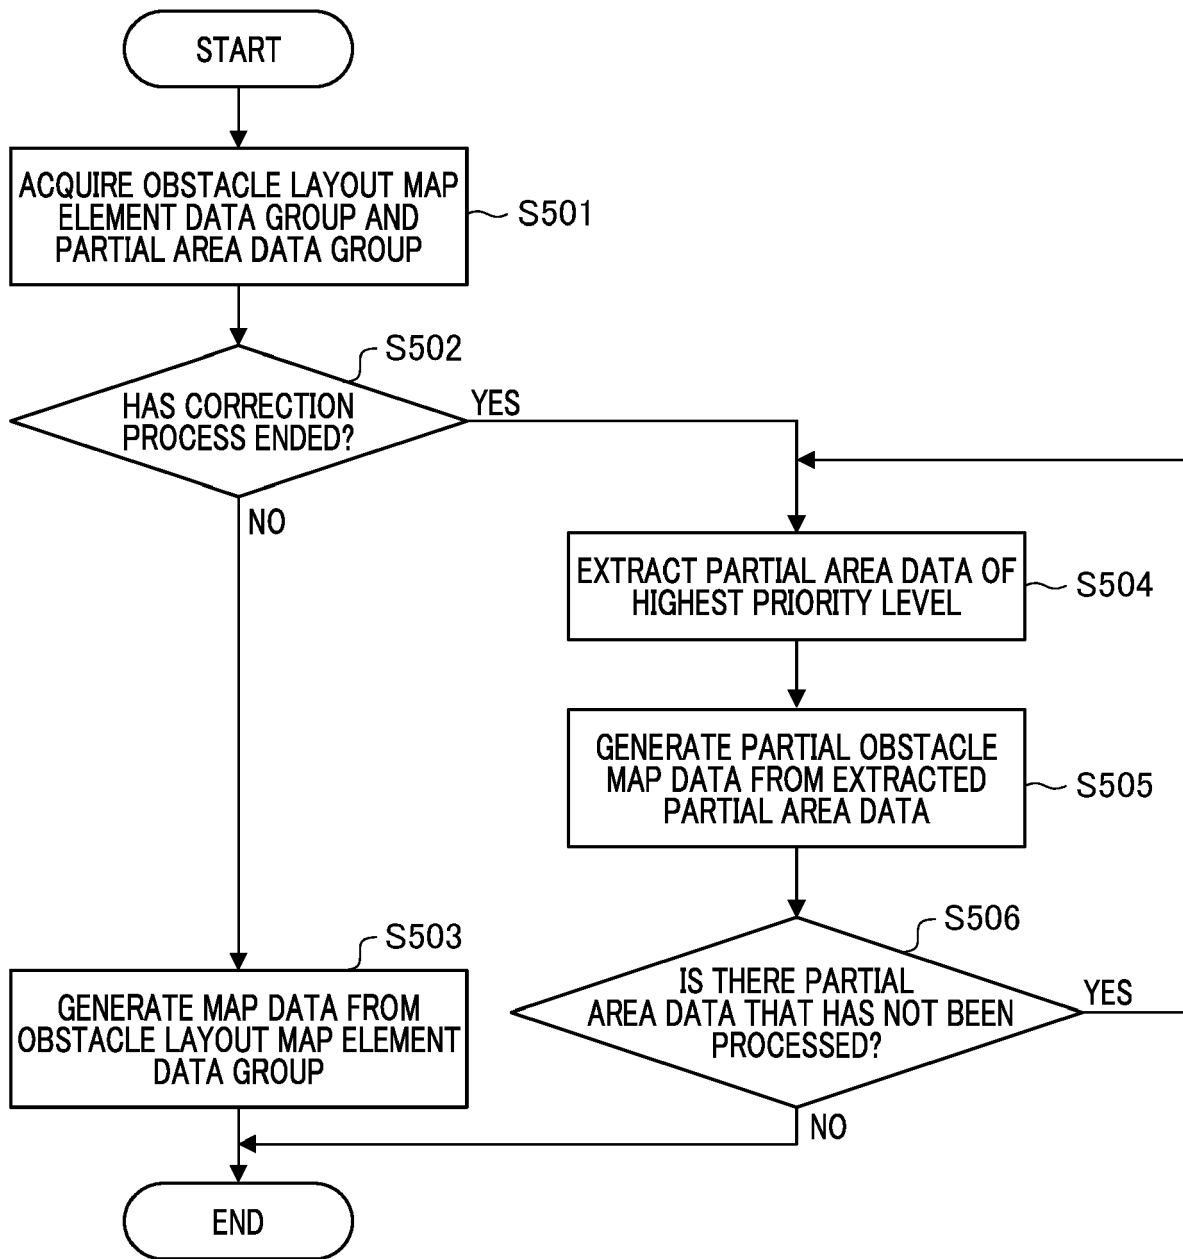 START
ACQUIRE OBSTACLE LAYOUT MAP
ELEMENT DATA GROUP AND
PARTIAL AREA DATA GROUP
S501
S502
HAS CORRECTION
PROCESS ENDED?
YES
NO
EXTRACT PARTIAL AREA DATA OF
HIGHEST PRIORITY LEVEL
S504
GENERATE PARTIAL OBSTACLE
MAP DATA FROM EXTRACTED
PARTIAL AREA DATA
S505
S506
IS THERE PARTIAL
AREA DATA THAT HAS NOT BEEN
PROCESSED?
YES
NO
S503
GENERATE MAP DATA FROM
OBSTACLE LAYOUT MAP ELEMENT
DATA GROUP
END